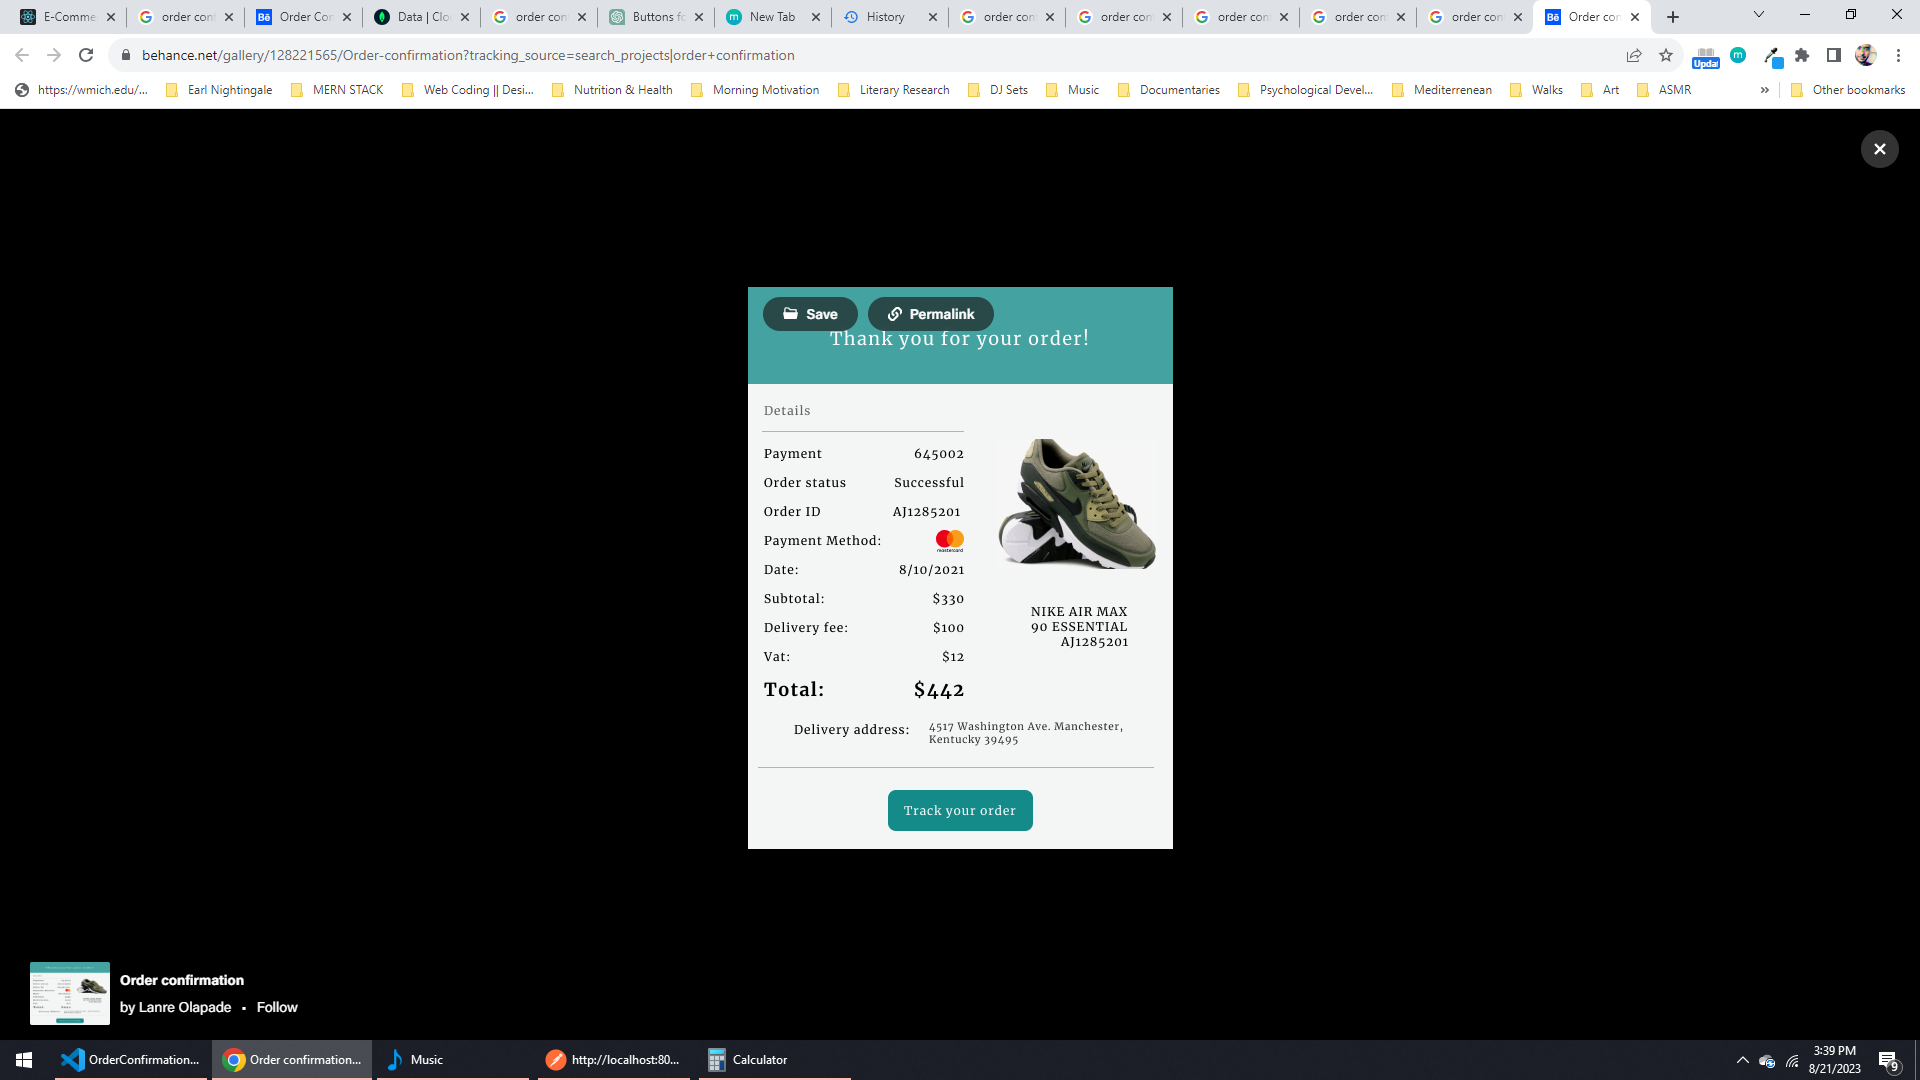 E-Comme
order con
Order Con
Data | Clo
order con
Buttons fo
New Tab
History
order con
order con
order con
order con
order con
Order con
behance.net/gallery/128221565/Order-confirmation?tracking_source=search_projects|order+confirmation
Updat
m
https://wmich.edu/...
Earl Nightingale
MERN STACK
Web Coding || Desi...
Nutrition & Health
Morning Motivation
Literary Research
DJ Sets
Music
Documentaries
Psychological Devel...
Mediterrenean
Walks
Art
ASMR
»
Other bookmarks
Save
Permalink
Thank you for your order!
Details
Payment 645002
Order status Successful
Order ID AJ1285201
Payment Method: mastercard
Date: 8/10/2021
Subtotal: $330
Delivery fee: $100
Vat: $12
Total: $442
NIKE AIR MAX
90 ESSENTIAL
AJ1285201
Delivery address: 4517 Washington Ave. Manchester,
Kentucky 39495
Track your order
Order confirmation
by Lanre Olapade • Follow
OrderConfirmation...
Order confirmation...
Music
http://localhost:80...
Calculator
3:39 PM
8/21/2023
9